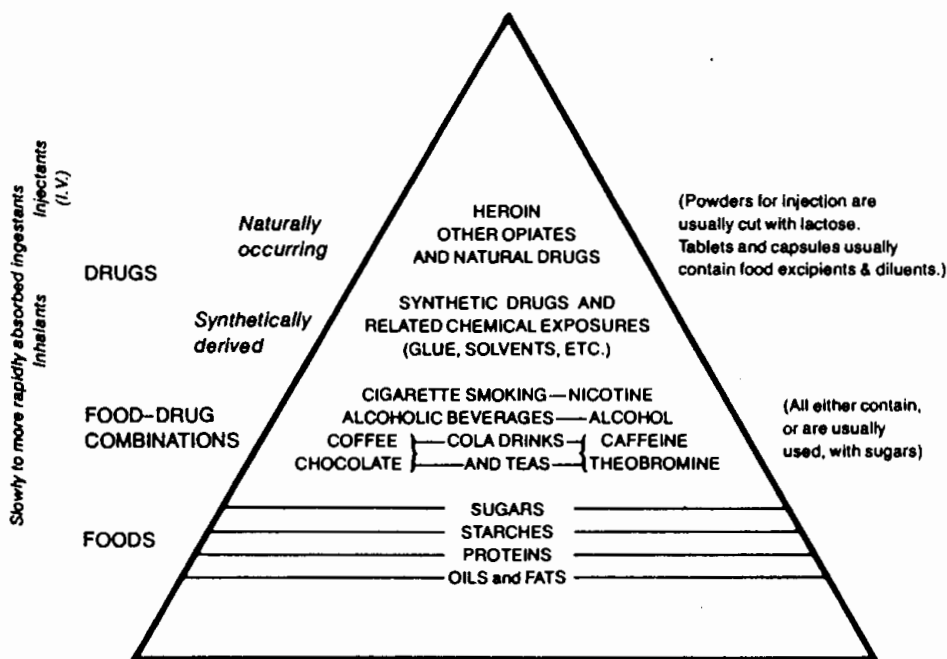 Slowly to more rapidly absorbed ingestants
Inhalants
Injectants
(I.V.)
DRUGS
Naturally
occurring
Synthetically
derived
FOOD–DRUG
COMBINATIONS
FOODS
HEROIN
OTHER OPIATES
AND NATURAL DRUGS
SYNTHETIC DRUGS AND
RELATED CHEMICAL EXPOSURES
(GLUE, SOLVENTS, ETC.)
CIGARETTE SMOKING—NICOTINE
ALCOHOLIC BEVERAGES—ALCOHOL
COFFEE COLA DRINKS CAFFEINE
CHOCOLATE AND TEAS THEOBROMINE
SUGARS
STARCHES
PROTEINS
OILS and FATS
(Powders for injection are
usually cut with lactose.
Tablets and capsules usually
contain food excipients & diluents.)
(All either contain,
or are usually
used, with sugars)